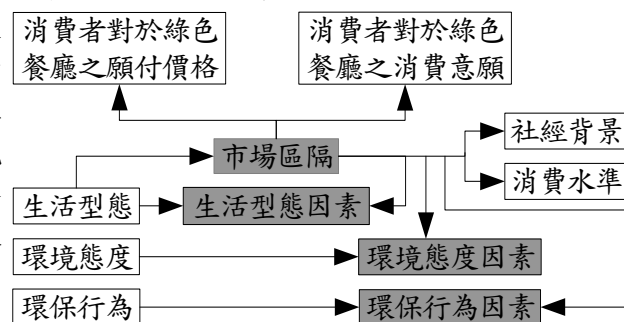 消費者對於綠色
餐廳之願付價格
消費者對於綠色
餐廳之消費意願
市場區隔
社經背景
消費水準
生活型態
生活型態因素
環境態度
環境態度因素
環保行為
環保行為因素